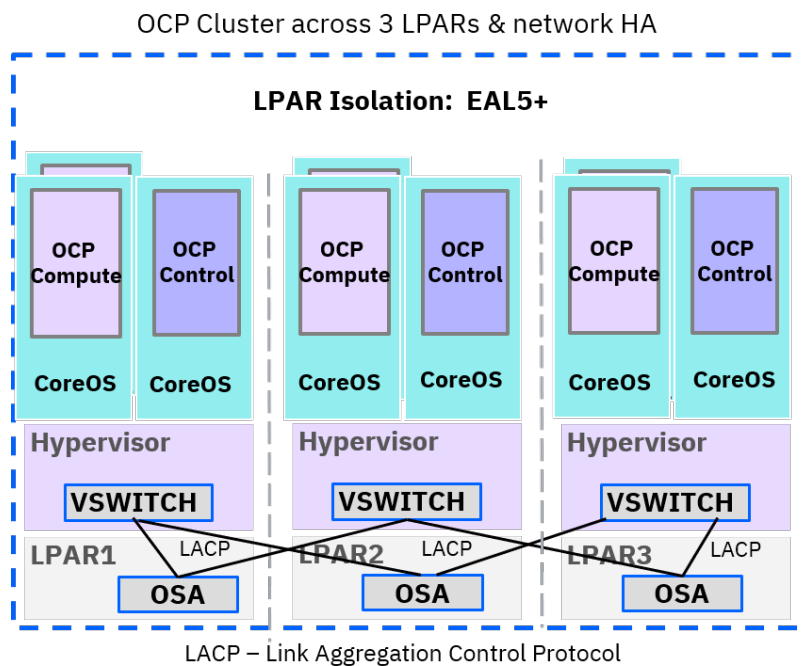 OCP Cluster across 3 LPARs & network HA
LPAR Isolation:  EAL5+
OCP
Compute
OCP
Control
OCP
Compute
OCP
Control
OCP
Compute
OCP
Control
CoreOS
CoreOS
CoreOS
CoreOS
CoreOS
CoreOS
Hypervisor
Hypervisor
Hypervisor
VSWITCH
VSWITCH
VSWITCH
LPAR1
LACP
LPAR2
LACP
LPAR3
LACP
OSA
OSA
OSA
LACP – Link Aggregation Control Protocol